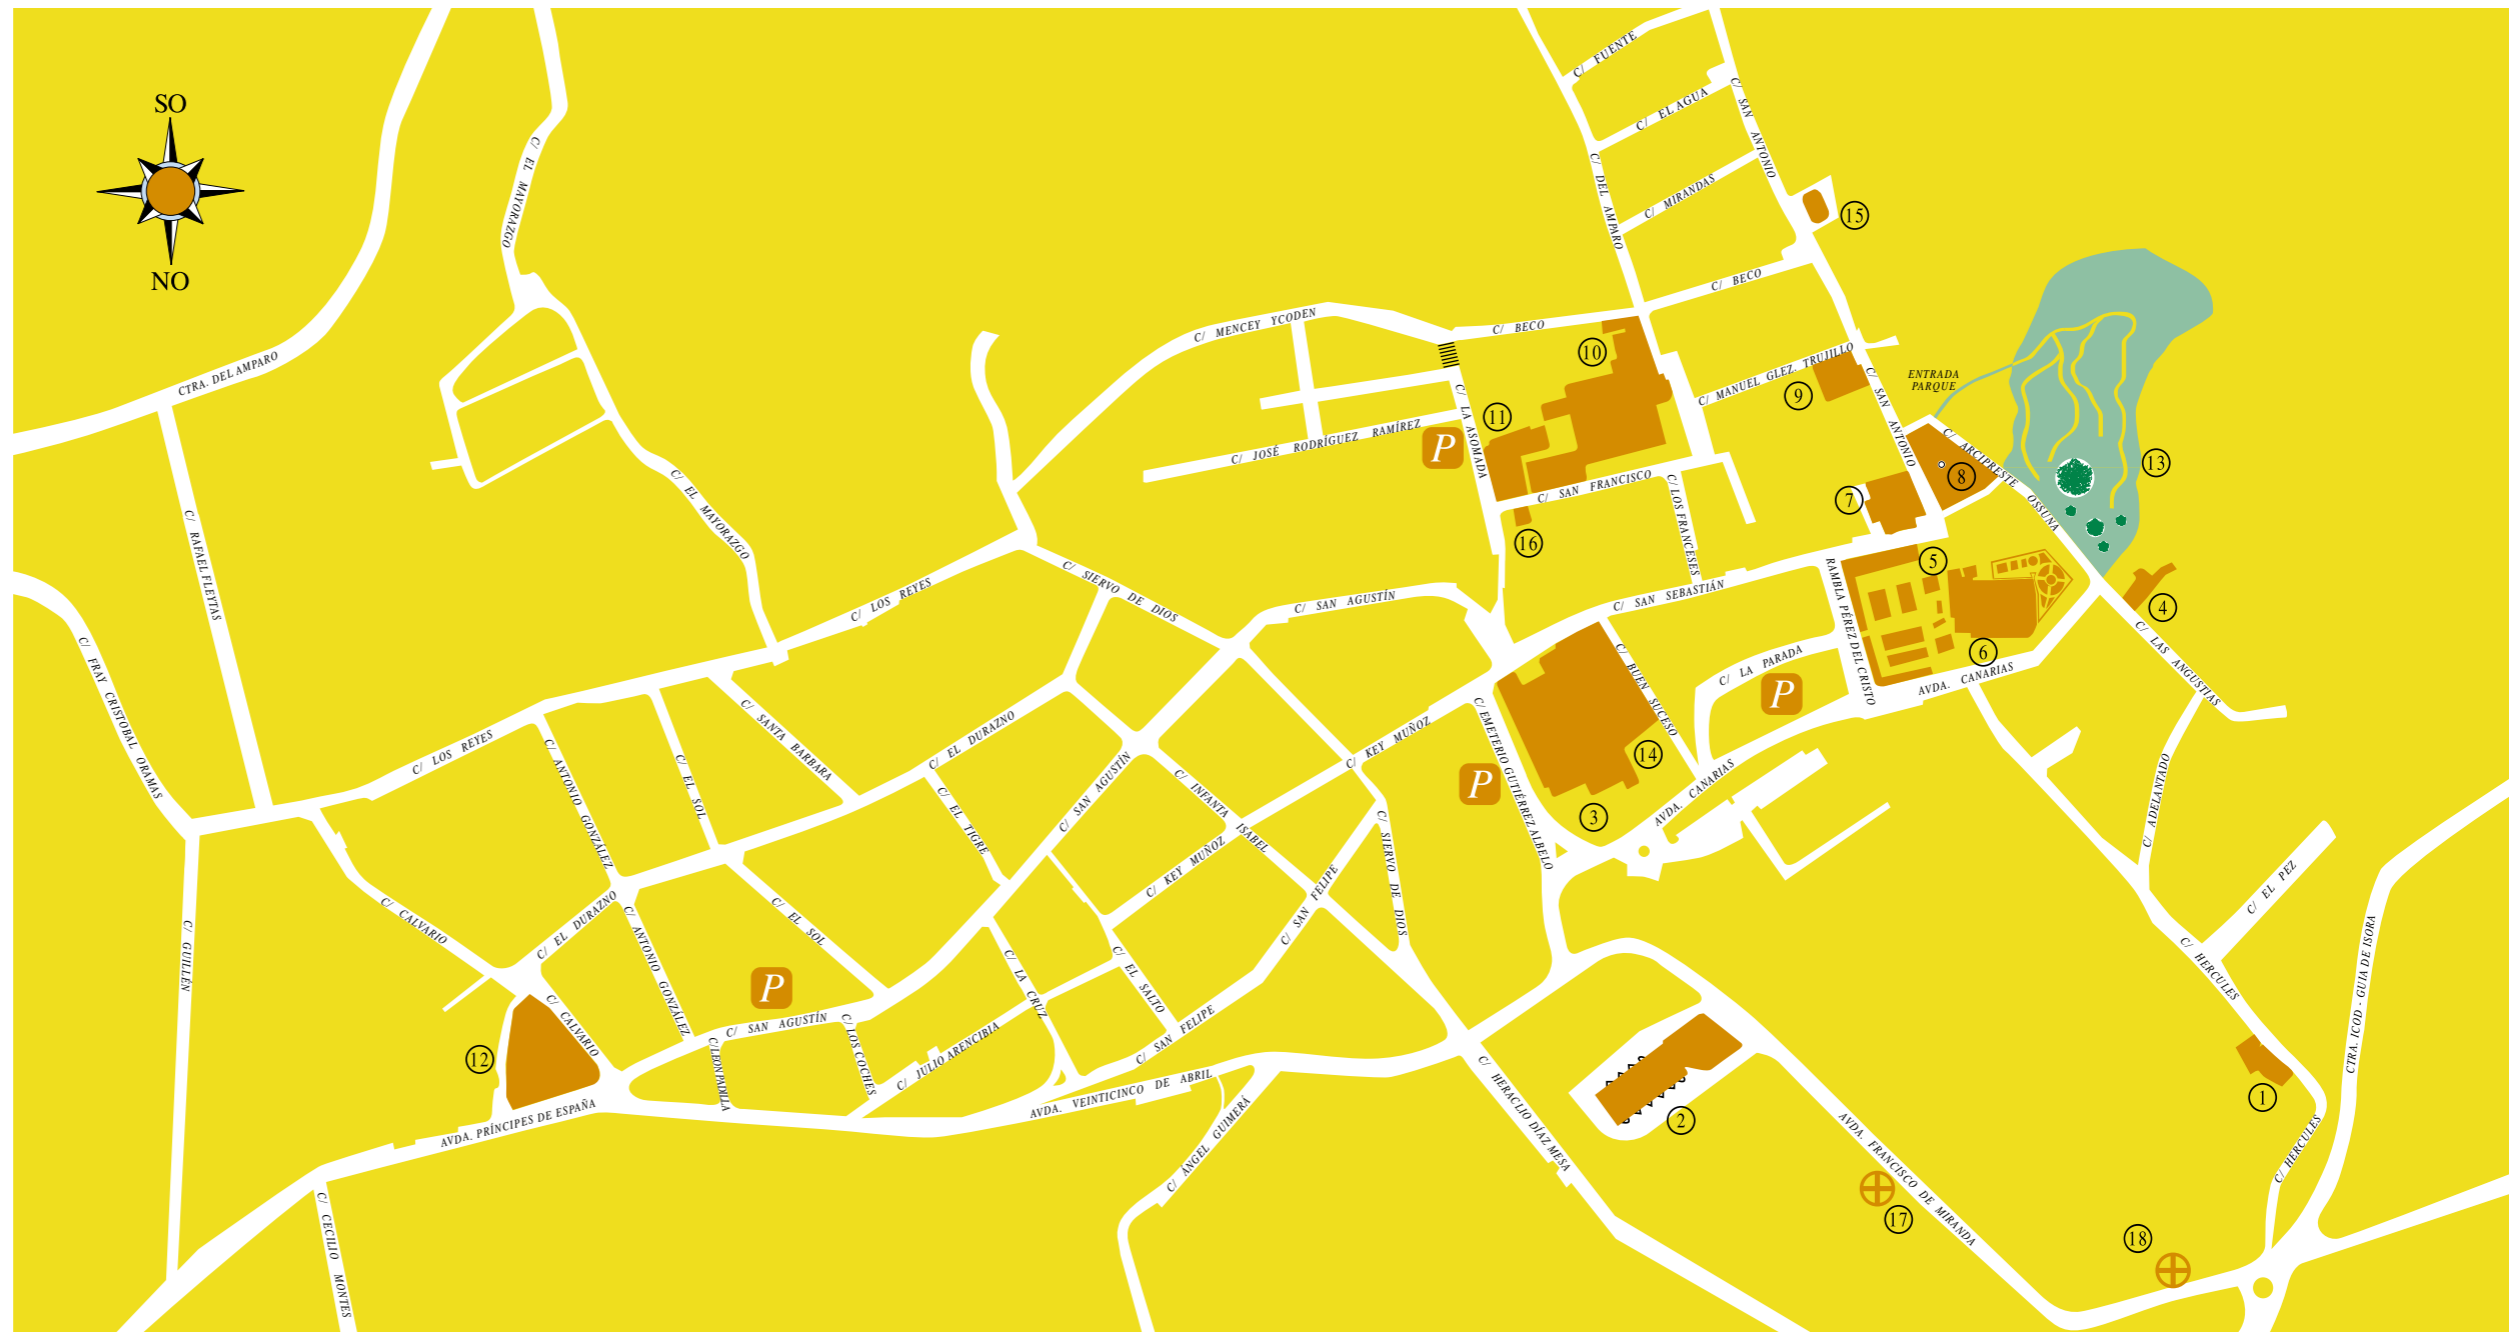 SO
NO
CTRA. DEL AMPARO
C/ EL MAYORAZGO
C/ EL MAYORAZGO
C/ RAFAEL FLEYTAS
C/ FRAY CRISTOBAL ORAMAS
C/ GUILLÉN
C/ LOS REYES
C/ LOS REYES
C/ MENCEY YCODEN
C/ JOSÉ RODRÍGUEZ RAMÍREZ
C/ LA ASOMADA
C/ BECO
C/ BECO
C/ FUENTE
C/ EL AGUA
C/ MIRANDAS
C/ DEL AMPARO
C/ SAN ANTONIO
15
10
11
P
C/ MANUEL GLEZ. TRUJILLO
9
C/ SAN ANTONIO
ENTRADA
PARQUE
C/ ARCIPRESTE OSSUNA
8
13
7
C/ SAN FRANCISCO
C/ LOS FRANCESES
16
5
6
4
C/ SAN SEBASTIÁN
RAMBLA PÉREZ DEL CRISTO
C/ LA PARADA
P
AVDA. CANARIAS
C/ LAS ANGUSTIAS
C/ SIERVO DE DIOS
C/ SAN AGUSTÍN
C/ BUEN SUCESO
C/ KEY MUÑOZ
C/ EMETERIO GUTIÉRREZ ALBELO
P
14
3
AVDA. CANARIAS
C/ ADELANTADO
C/ EL PEZ
C/ HERCULES
CTRA. ICOD - GUIA DE ISORA
C/ ANTONIO GONZÁLEZ
C/ EL SOL
C/ SANTA BARBARA
C/ EL DURAZNO
C/ EL TIGRE
C/ SAN AGUSTÍN
C/ INFANTA ISABEL
C/ KEY MUÑOZ
C/ SIERVO DE DIOS
C/ SAN FELIPE
C/ CALVARIO
C/ EL DURAZNO
C/ ANTONIO GONZÁLEZ
C/ EL SOL
P
C/ LA CRUZ
C/ EL SALTO
C/ CALVARIO
12
C/ SAN AGUSTÍN
C/ LEON PADILLA
C/ LOS COCHES
C/ JULIO ARENCIBIA
C/ SAN FELIPE
AVDA. VEINTICINCO DE ABRIL
AVDA. PRÍNCIPES DE ESPAÑA
C/ ÁNGEL GUIMERÁ
C/ HERACLIO DÍAZ MESA
2
1
C/ HERCULES
AVDA. FRANCISCO DE MIRANDA
17
18
C/ CECILIO MONTES